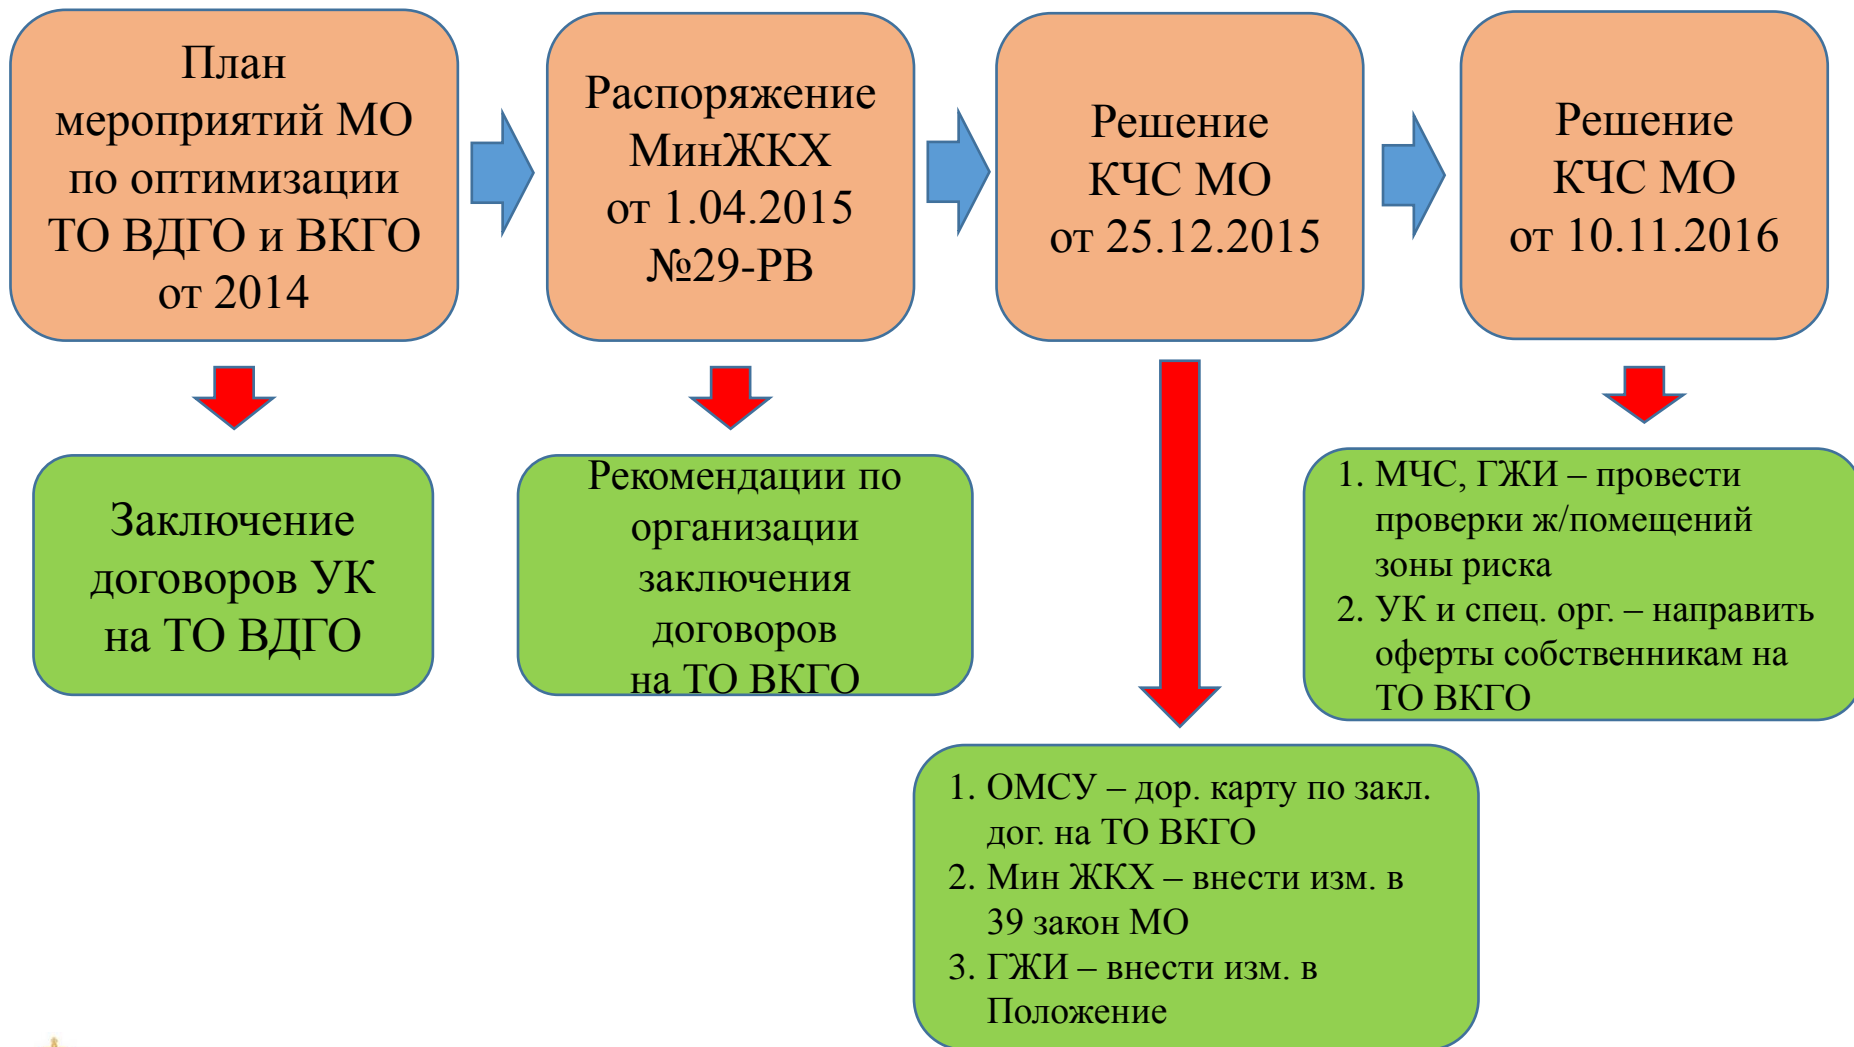 План
мероприятий МО
по оптимизации
ТО ВДГО и ВКГО
от 2014
Распоряжение
МинЖКХ
от 1.04.2015
№29-РВ
Решение
КЧС МО
от 25.12.2015
Решение
КЧС МО
от 10.11.2016
Заключение
договоров УК
на ТО ВДГО
Рекомендации по
организации
заключения
договоров
на ТО ВКГО
1. ОМСУ – дор. карту по закл.
дог. на ТО ВКГО
2. Мин ЖКХ – внести изм. в
39 закон МО
3. ГЖИ – внести изм. в
Положение
1. МЧС, ГЖИ – провести
проверки ж/помещений
зоны риска
2. УК и спец. орг. – направить
оферты собственникам на
ТО ВКГО